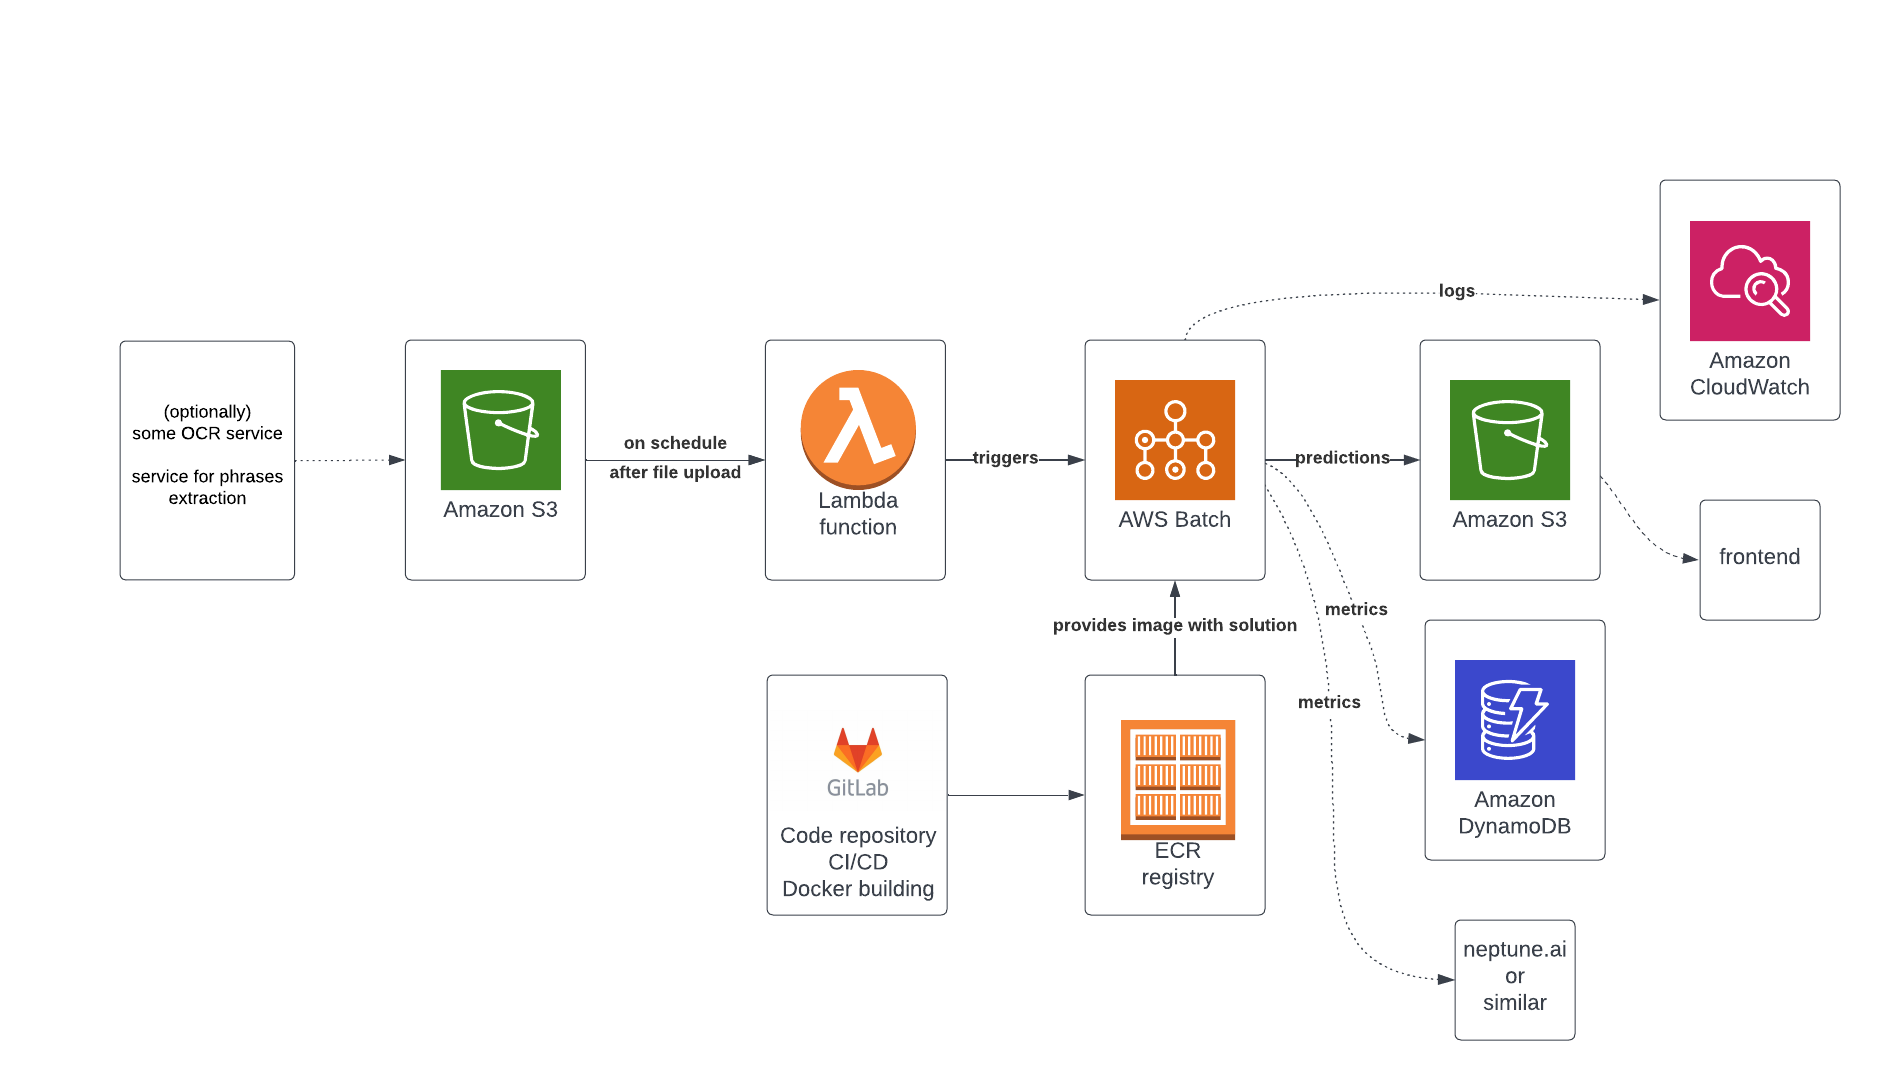 logs
Amazon
CloudWatch
(optionally)
some OCR service
service for phrases
extraction
Amazon S3
on schedule
after file upload
Lambda
function
triggers
AWS Batch
predictions
Amazon S3
frontend
provides image with solution
metrics
metrics
GitLab
Code repository
CI/CD
Docker building
ECR
registry
Amazon
DynamoDB
neptune.ai
or
similar